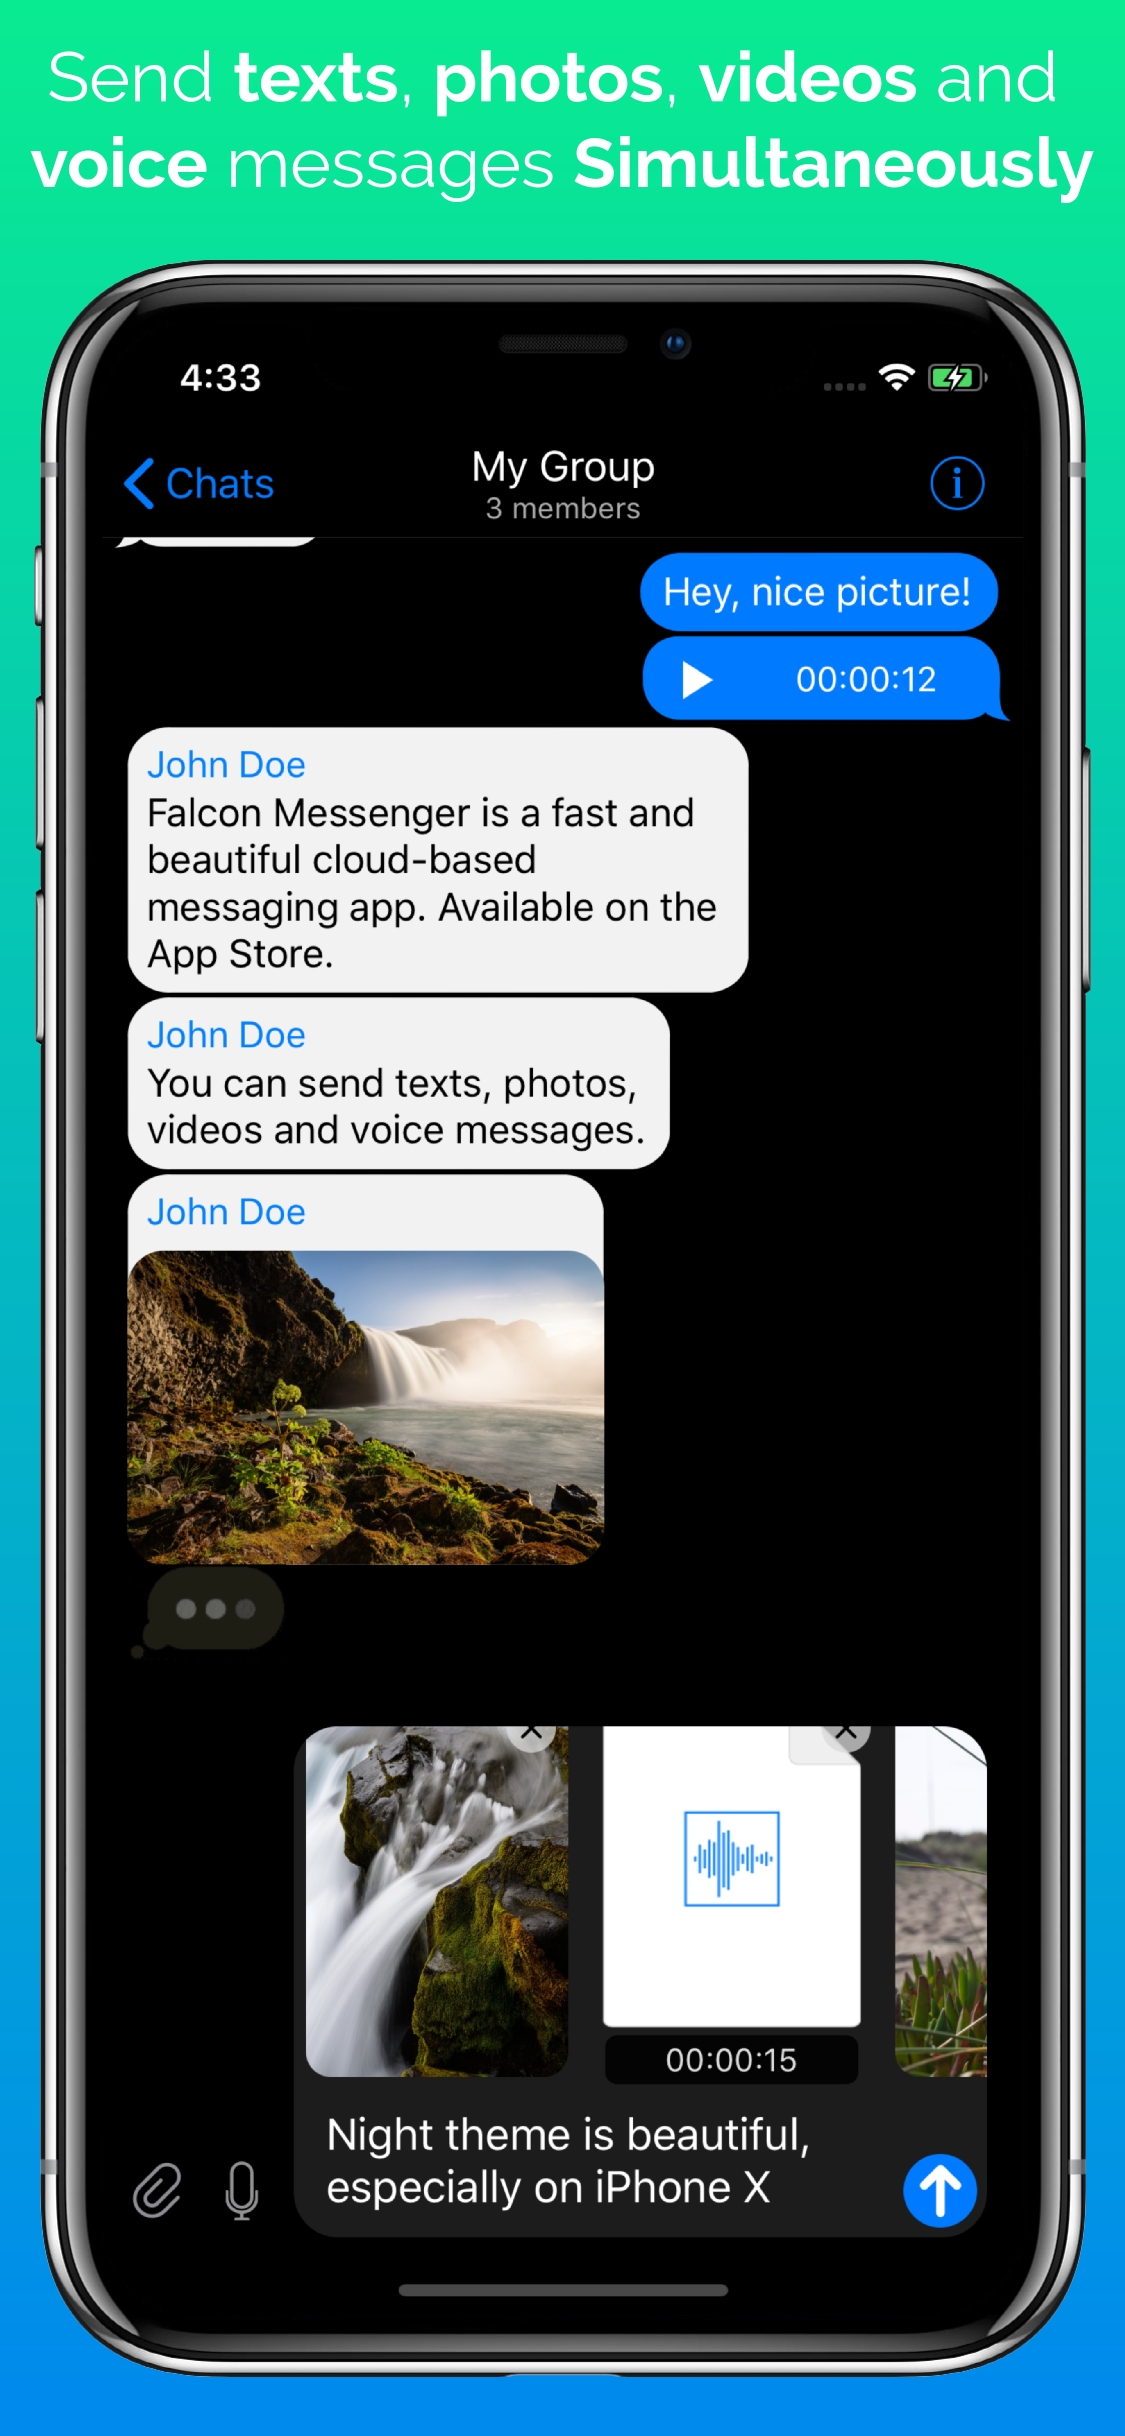 Send texts, photos, videos and
voice messages Simultaneously
4:33
Chats
My Group
3 members
Hey, nice picture!
00:00:12
John Doe
Falcon Messenger is a fast and
beautiful cloud-based
messaging app. Available on the
App Store.
John Doe
You can send texts, photos,
videos and voice messages.
John Doe
00:00:15
Night theme is beautiful,
especially on iPhone X